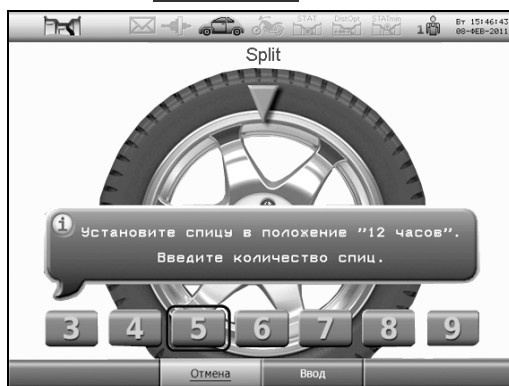 STAT DistOpt STATmin
1 Вт 15:46:43
08-ФЕВ-2011
Split
i
Установите спицу в положение "12 часов".
Введите количество спиц.
3 4 5 6 7 8 9
Отмена Ввод